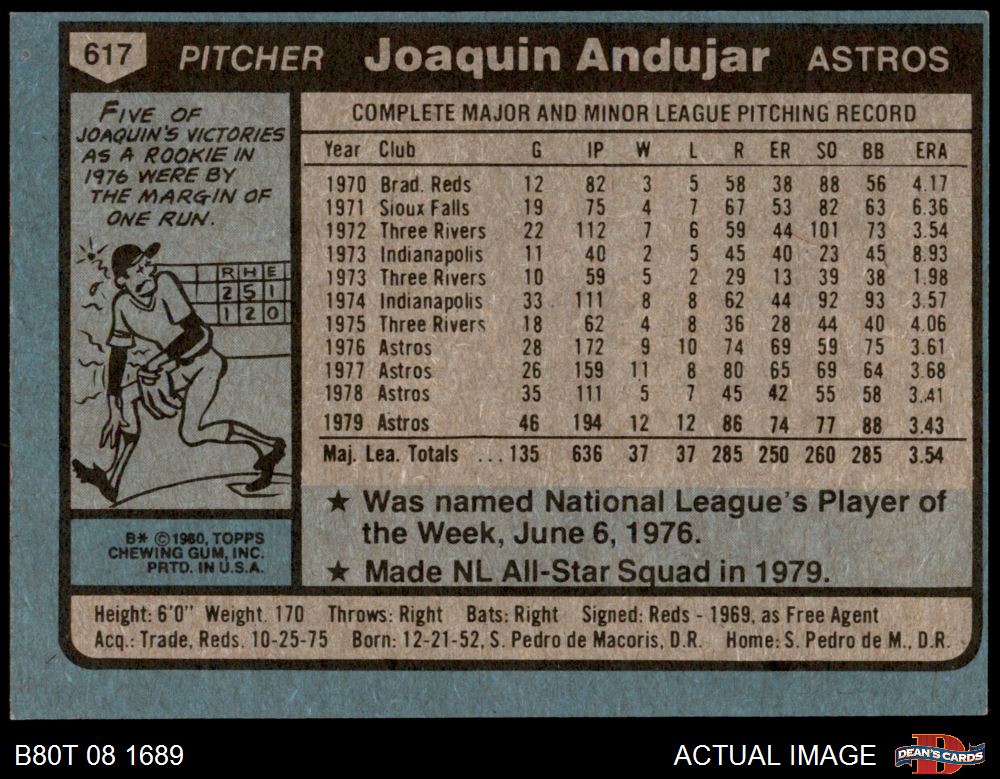 617 PITCHER Joaquin Andujar ASTROS
FIVE OF
JOAQUIN'S VICTORIES
AS A ROOKIE IN
1976 WERE BY
THE MARGIN OF
ONE RUN.
R H E
2 5 1
1 2 0
B* ©1980, TOPPS
CHEWING GUM, INC.
PRTD. IN U.S.A.
COMPLETE MAJOR AND MINOR LEAGUE PITCHING RECORD
Year Club G IP W L R ER SO BB ERA
1970 Brad. Reds 12 82 3 5 58 38 88 56 4.17
1971 Sioux Falls 19 75 4 7 67 53 82 63 6.36
1972 Three Rivers 22 112 7 6 59 44 101 73 3.54
1973 Indianapolis 11 40 2 5 45 40 23 45 8.93
1973 Three Rivers 10 59 5 2 29 13 39 38 1.98
1974 Indianapolis 33 111 8 8 62 44 92 93 3.57
1975 Three Rivers 18 62 4 8 36 28 44 40 4.06
1976 Astros 28 172 9 10 74 69 59 75 3.61
1977 Astros 26 159 11 8 80 65 69 64 3.68
1978 Astros 35 111 5 7 45 42 55 58 3.41
1979 Astros 46 194 12 12 86 74 77 88 3.43
Maj. Lea. Totals ... 135 636 37 37 285 250 260 285 3.54
★ Was named National League's Player of
the Week, June 6, 1976.
★ Made NL All-Star Squad in 1979.
Height: 6'0" Weight. 170 Throws: Right Bats: Right Signed: Reds - 1969, as Free Agent
Acq.: Trade, Reds. 10-25-75 Born: 12-21-52, S. Pedro de Macoris, D.R. Home: S. Pedro de M., D.R.
B80T 08 1689 ACTUAL IMAGE DEAN'S CARDS